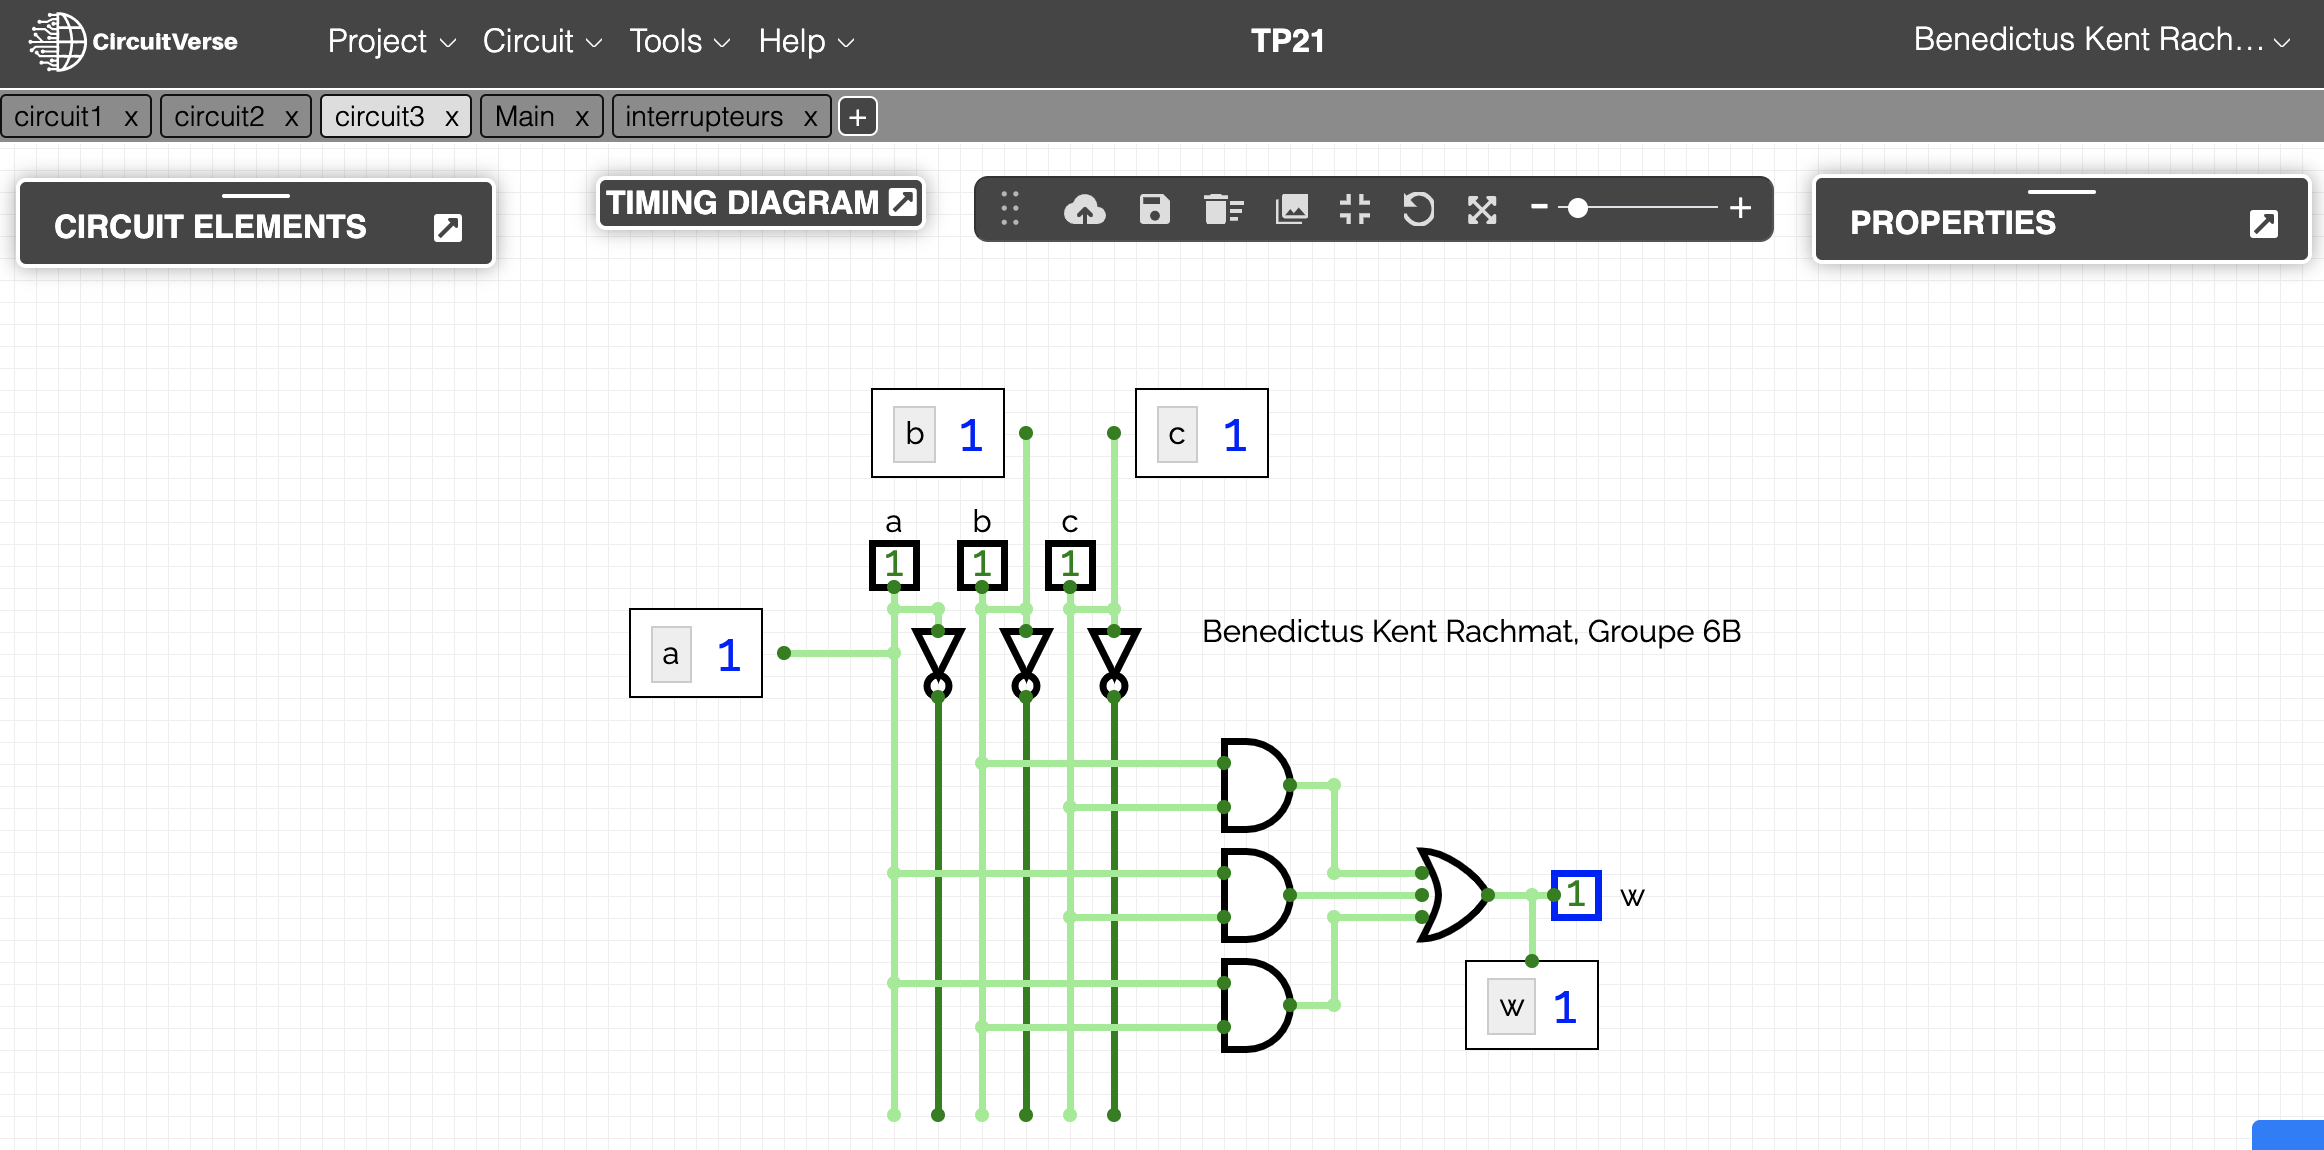 CircuitVerse Project Circuit Tools Help TP21 Benedictus Kent Rach...
circuit1 x circuit2 x circuit3 x Main x interrupteurs x +
CIRCUIT ELEMENTS TIMING DIAGRAM - + PROPERTIES
b 1 c 1
a b c
1 1 1
Benedictus Kent Rachmat, Groupe 6B
a 1
1 w
w 1